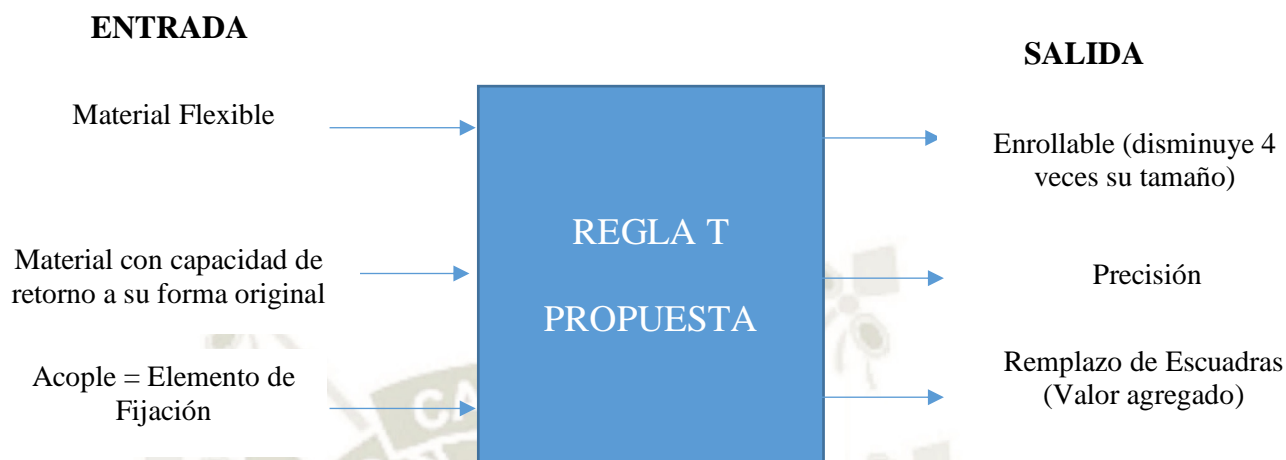 ENTRADA
SALIDA
Material Flexible
Enrollable (disminuye 4
veces su tamaño)
REGLA T
PROPUESTA
Material con capacidad de
retorno a su forma original
Precisión
Acople = Elemento de
Fijación
Remplazo de Escuadras
(Valor agregado)
CA